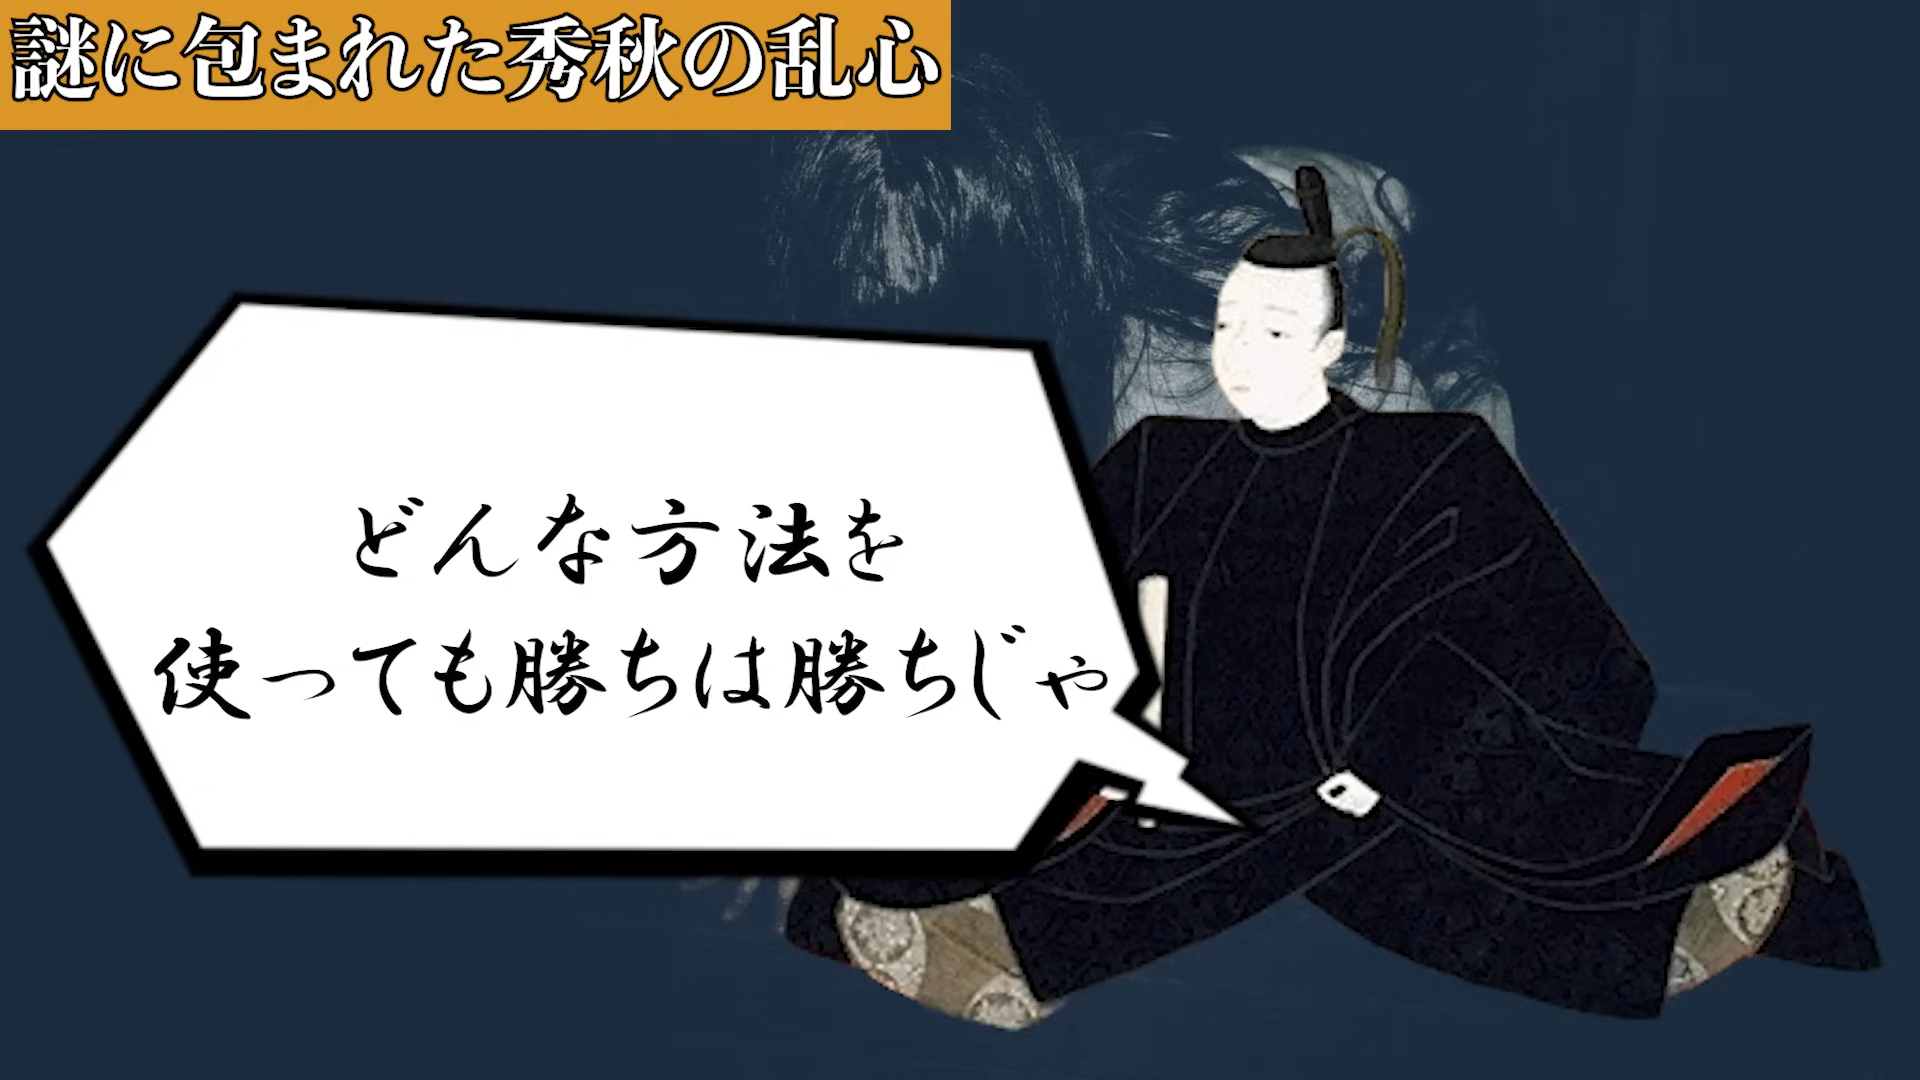 謎に包まれた秀秋の乱心
どんな方法を
使っても勝ちは勝ちじゃ